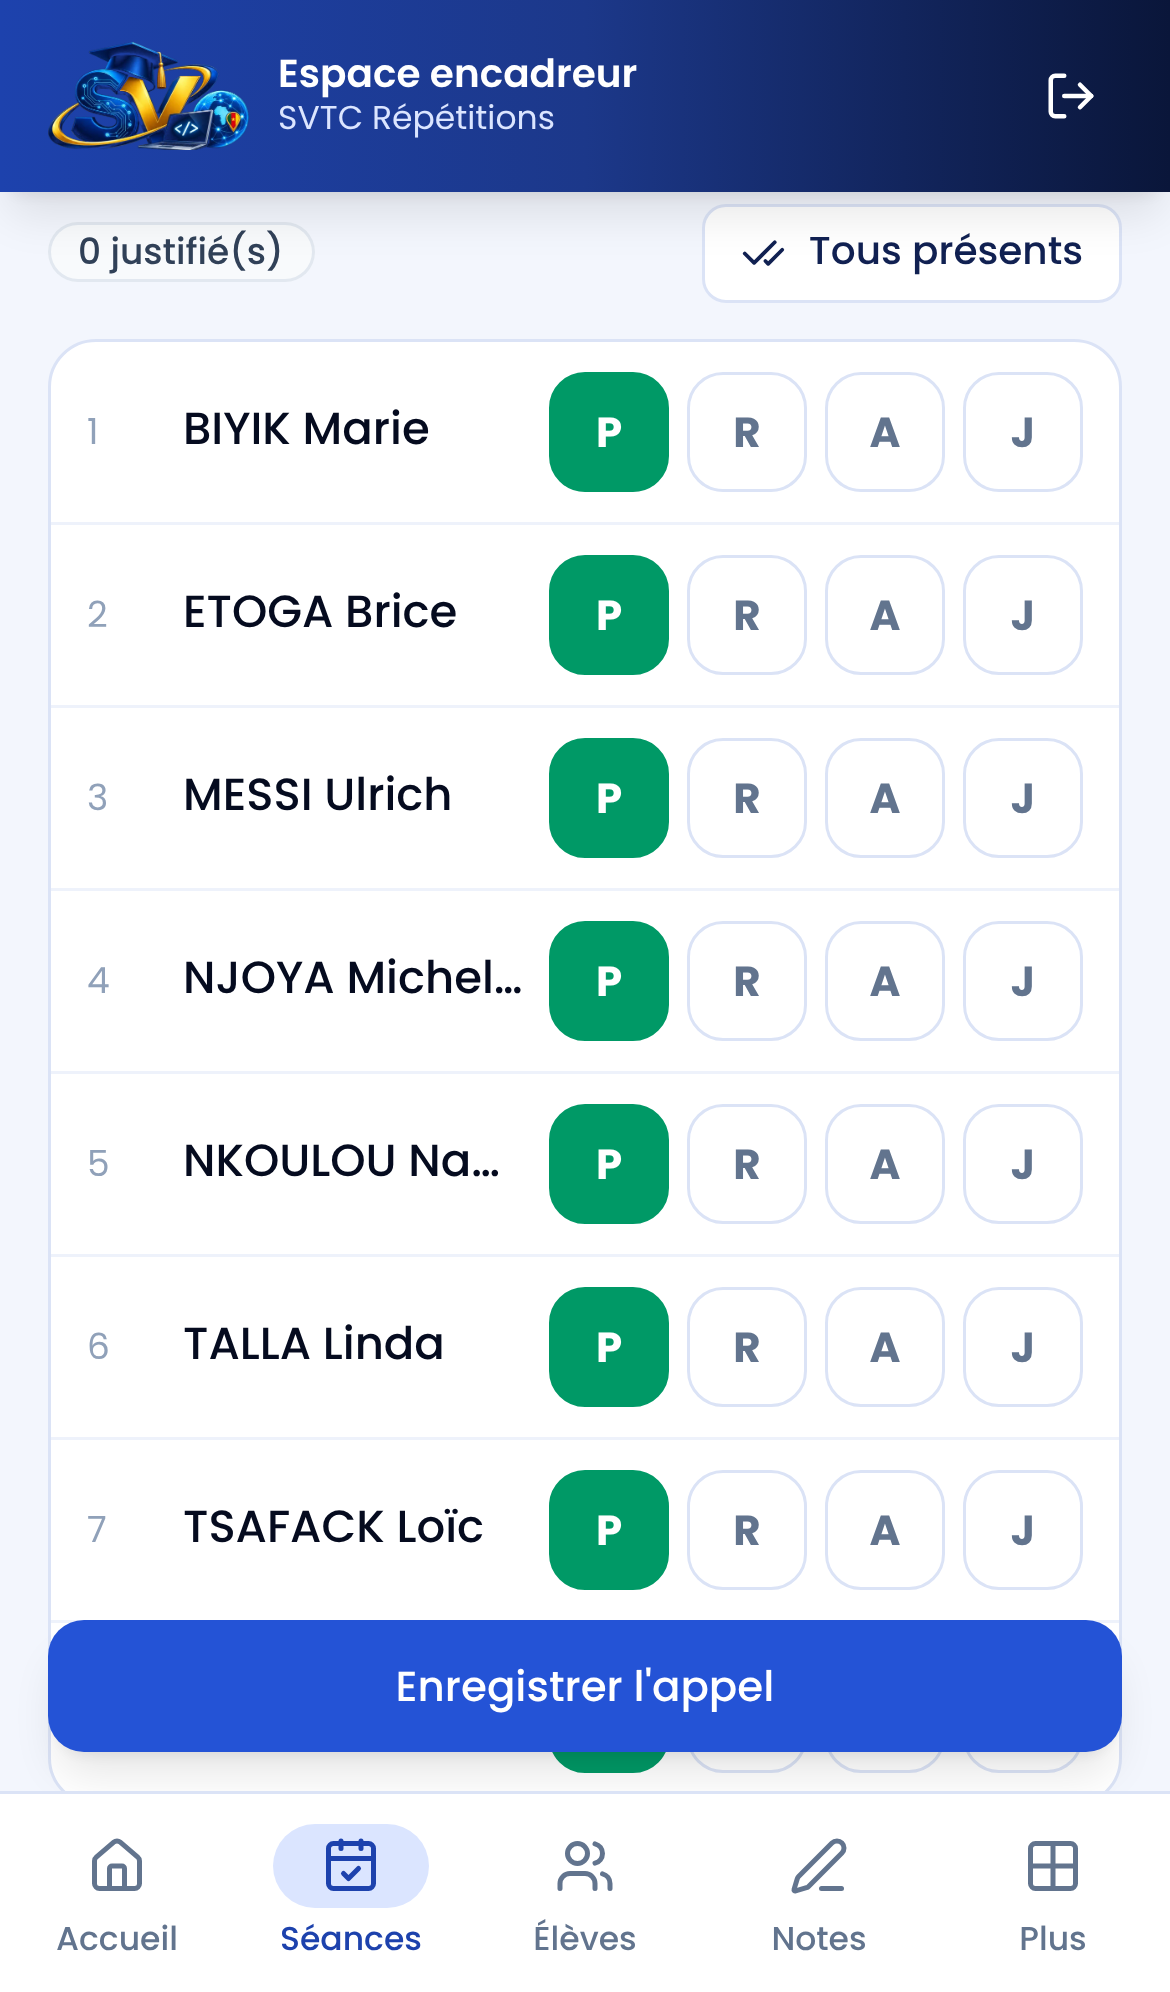 SV
</>
Espace encadreur
SVTC Répétitions
0 justifié(s)
Tous présents
1 BIYIK Marie P R A J
2 ETOGA Brice P R A J
3 MESSI Ulrich P R A J
4 NJOYA Michel... P R A J
5 NKOULOU Na... P R A J
6 TALLA Linda P R A J
7 TSAFACK Loïc P R A J
Enregistrer l'appel
Accueil Séances Élèves Notes Plus